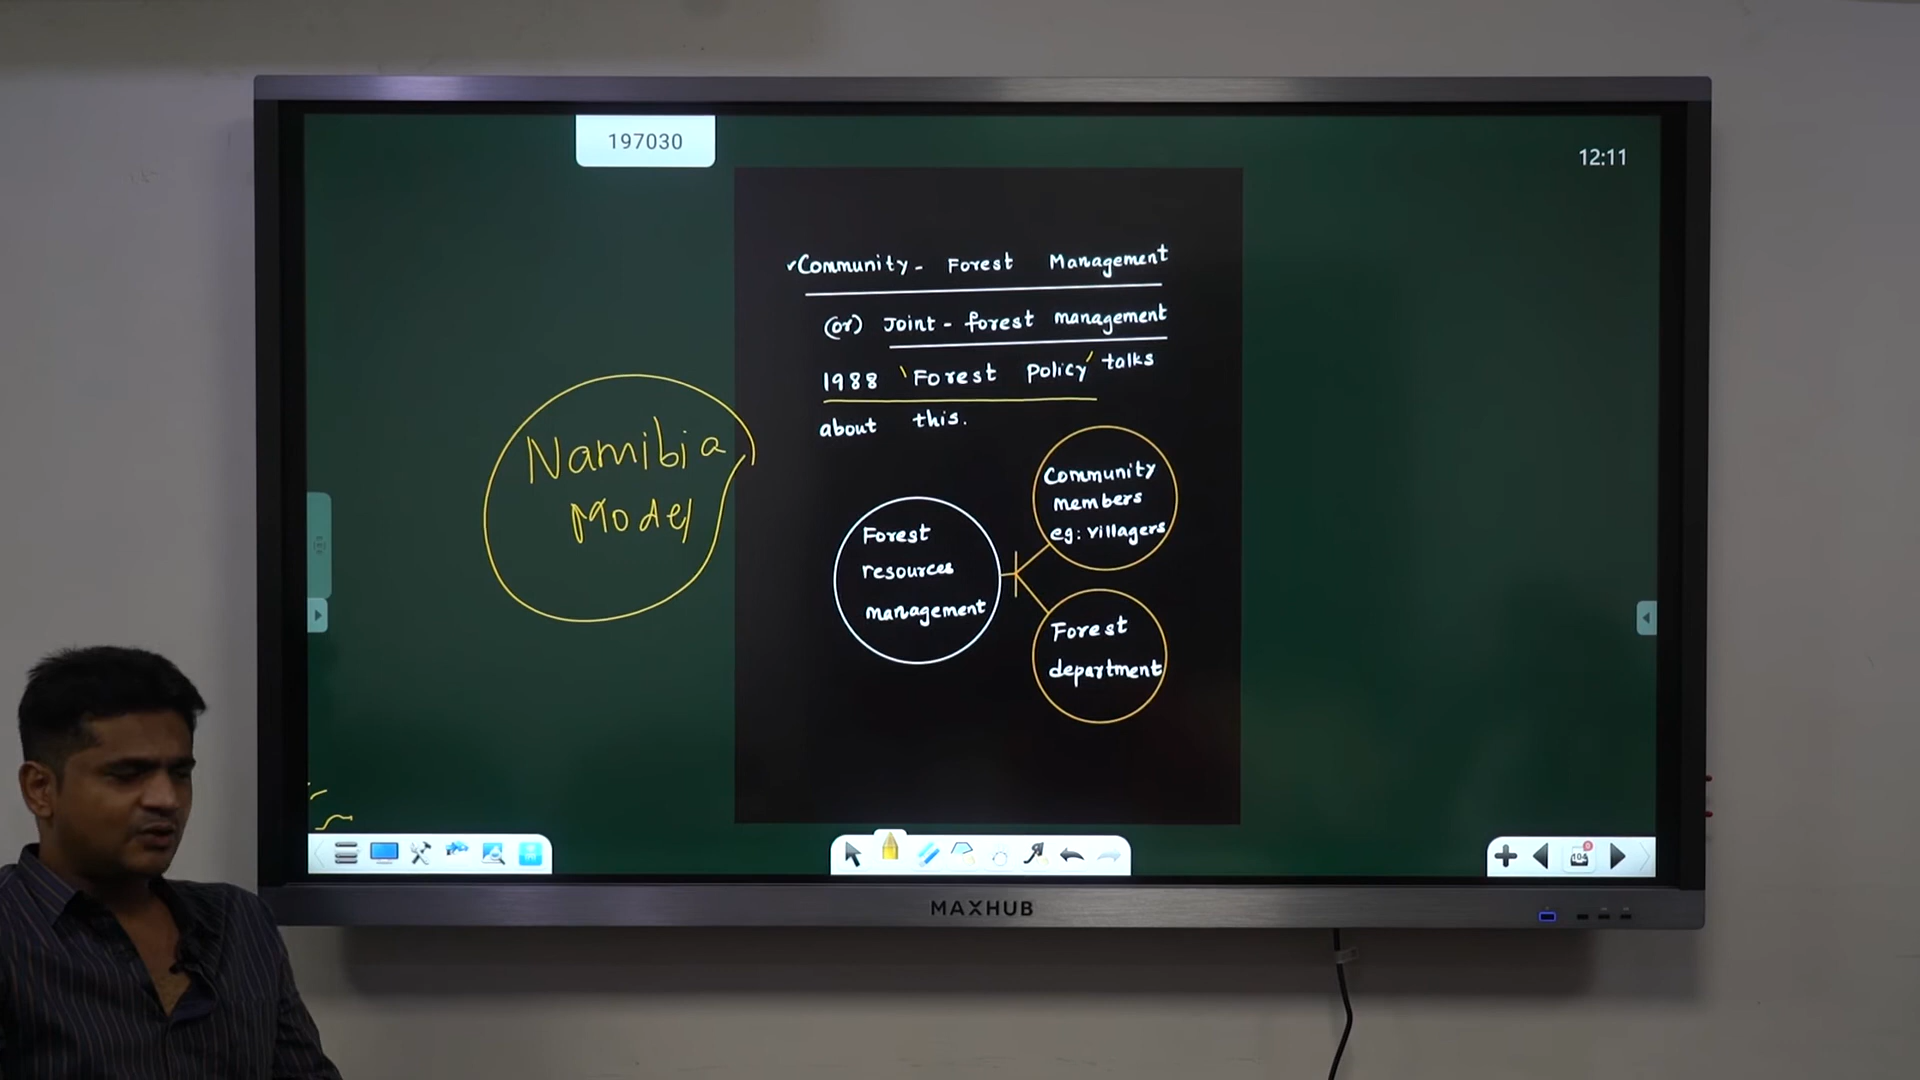 197030
12:11
Community - Forest Management
(or) Joint - forest management
1988 'Forest Policy' talks
about this.
Namibia
Model
Community
members
eg: villagers
Forest
resources
management
Forest
department
104
MAXHUB